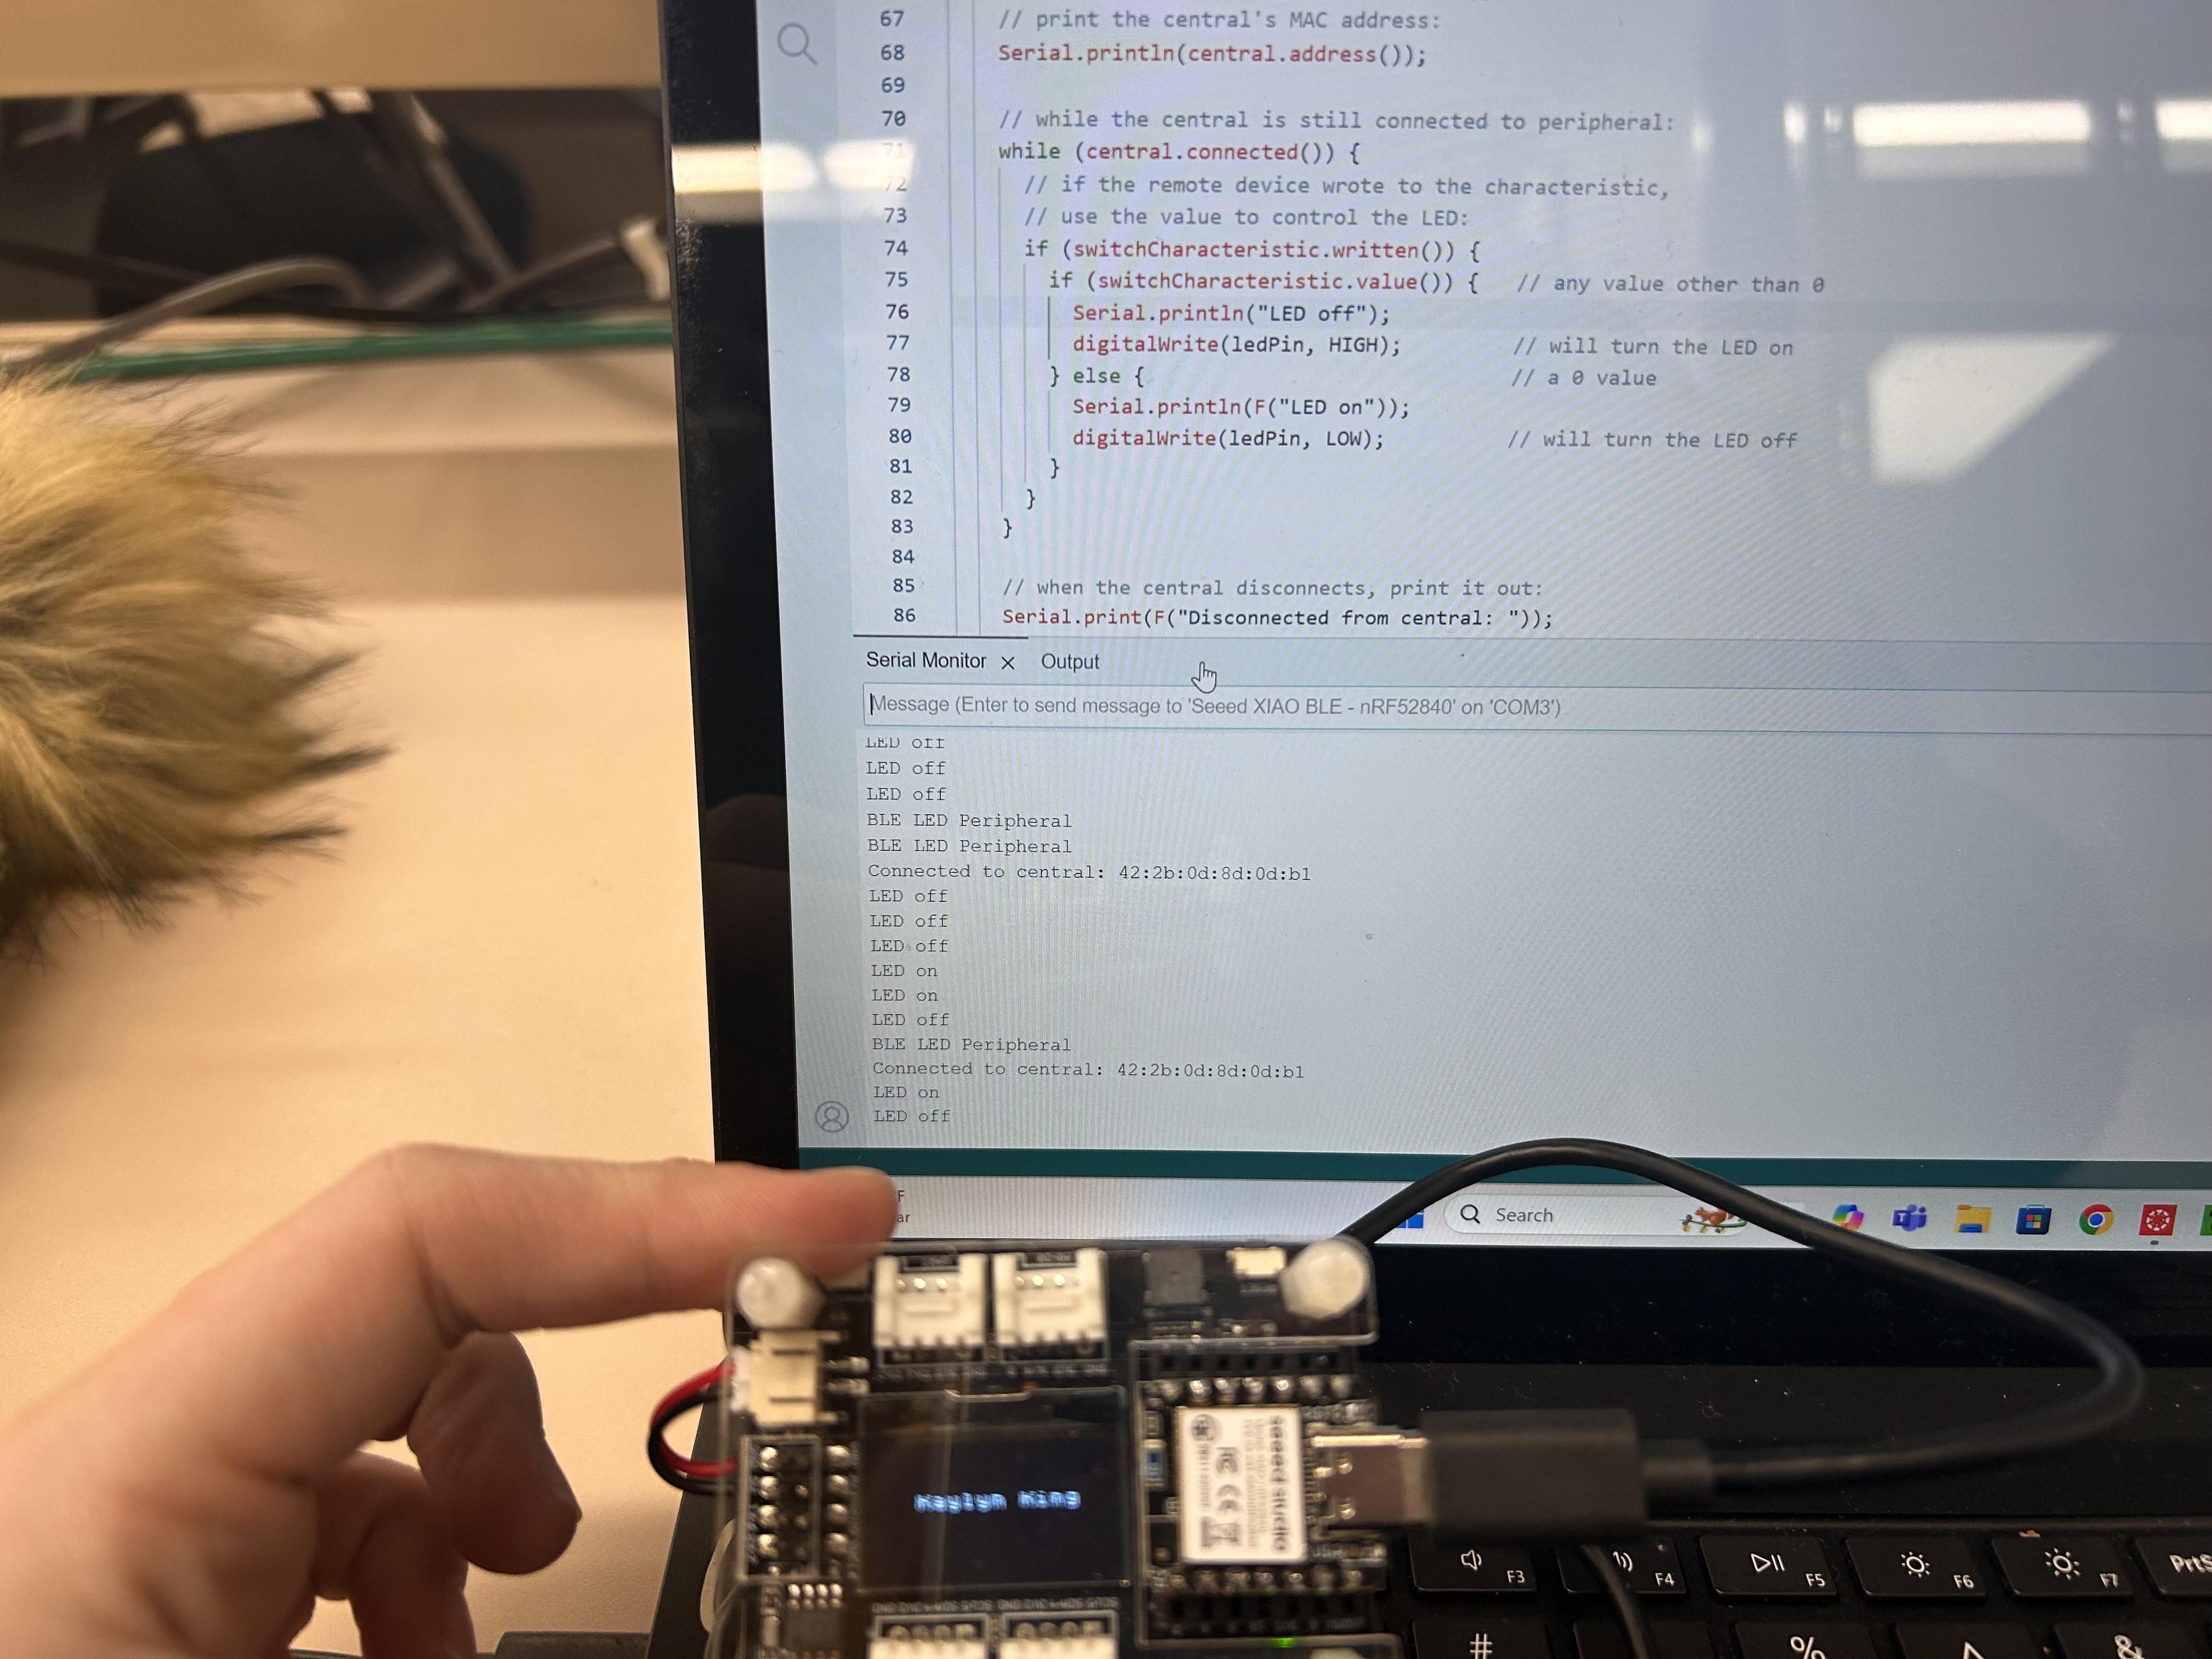 67 // print the central's MAC address:
68 Serial.println(central.address());
69
70 // while the central is still connected to peripheral:
71 while (central.connected()) {
72 // if the remote device wrote to the characteristic,
73 // use the value to control the LED:
74 if (switchCharacteristic.written()) {
75 if (switchCharacteristic.value()) { // any value other than 0
76 Serial.println("LED off");
77 digitalWrite(ledPin, HIGH); // will turn the LED on
78 } else { // a 0 value
79 Serial.println(F("LED on"));
80 digitalWrite(ledPin, LOW); // will turn the LED off
81 }
82 }
83 }
84
85 // when the central disconnects, print it out:
86 Serial.print(F("Disconnected from central: "));
Serial Monitor × Output
Message (Enter to send message to 'Seeed XIAO BLE - nRF52840' on 'COM3')
LED off
LED off
LED off
BLE LED Peripheral
BLE LED Peripheral
Connected to central: 42:2b:0d:8d:0d:b1
LED off
LED off
LED off
LED on
LED on
LED off
BLE LED Peripheral
Connected to central: 42:2b:0d:8d:0d:b1
LED on
LED off
Search
Kaylyn King
seeed studio
F3 F4 F5 F6 F7 PrtS
# % ^ &